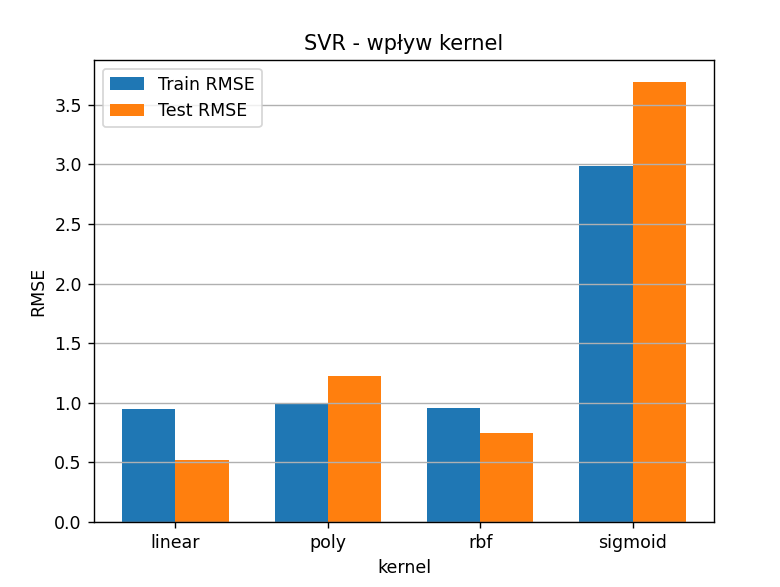 SVR - wpływ kernel
Train RMSE
Test RMSE
RMSE
3.5
3.0
2.5
2.0
1.5
1.0
0.5
0.0
linear poly rbf sigmoid
kernel